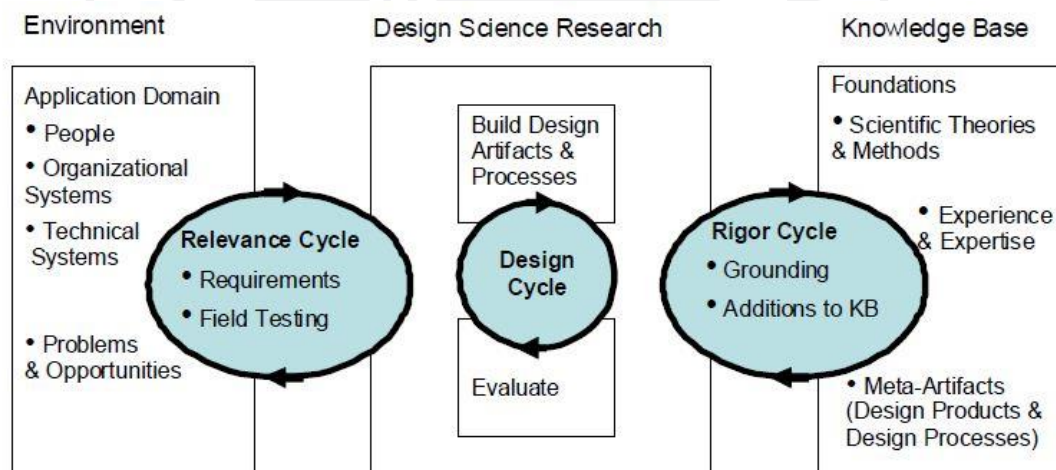 Environment
Design Science Research
Knowledge Base
Application Domain
• People
• Organizational
Systems
• Technical
Systems
• Problems
& Opportunities
Relevance Cycle
• Requirements
• Field Testing
Build Design
Artifacts &
Processes
Design
Cycle
Evaluate
Rigor Cycle
• Grounding
• Additions to KB
Foundations
• Scientific Theories
& Methods
• Experience
& Expertise
• Meta-Artifacts
(Design Products &
Design Processes)